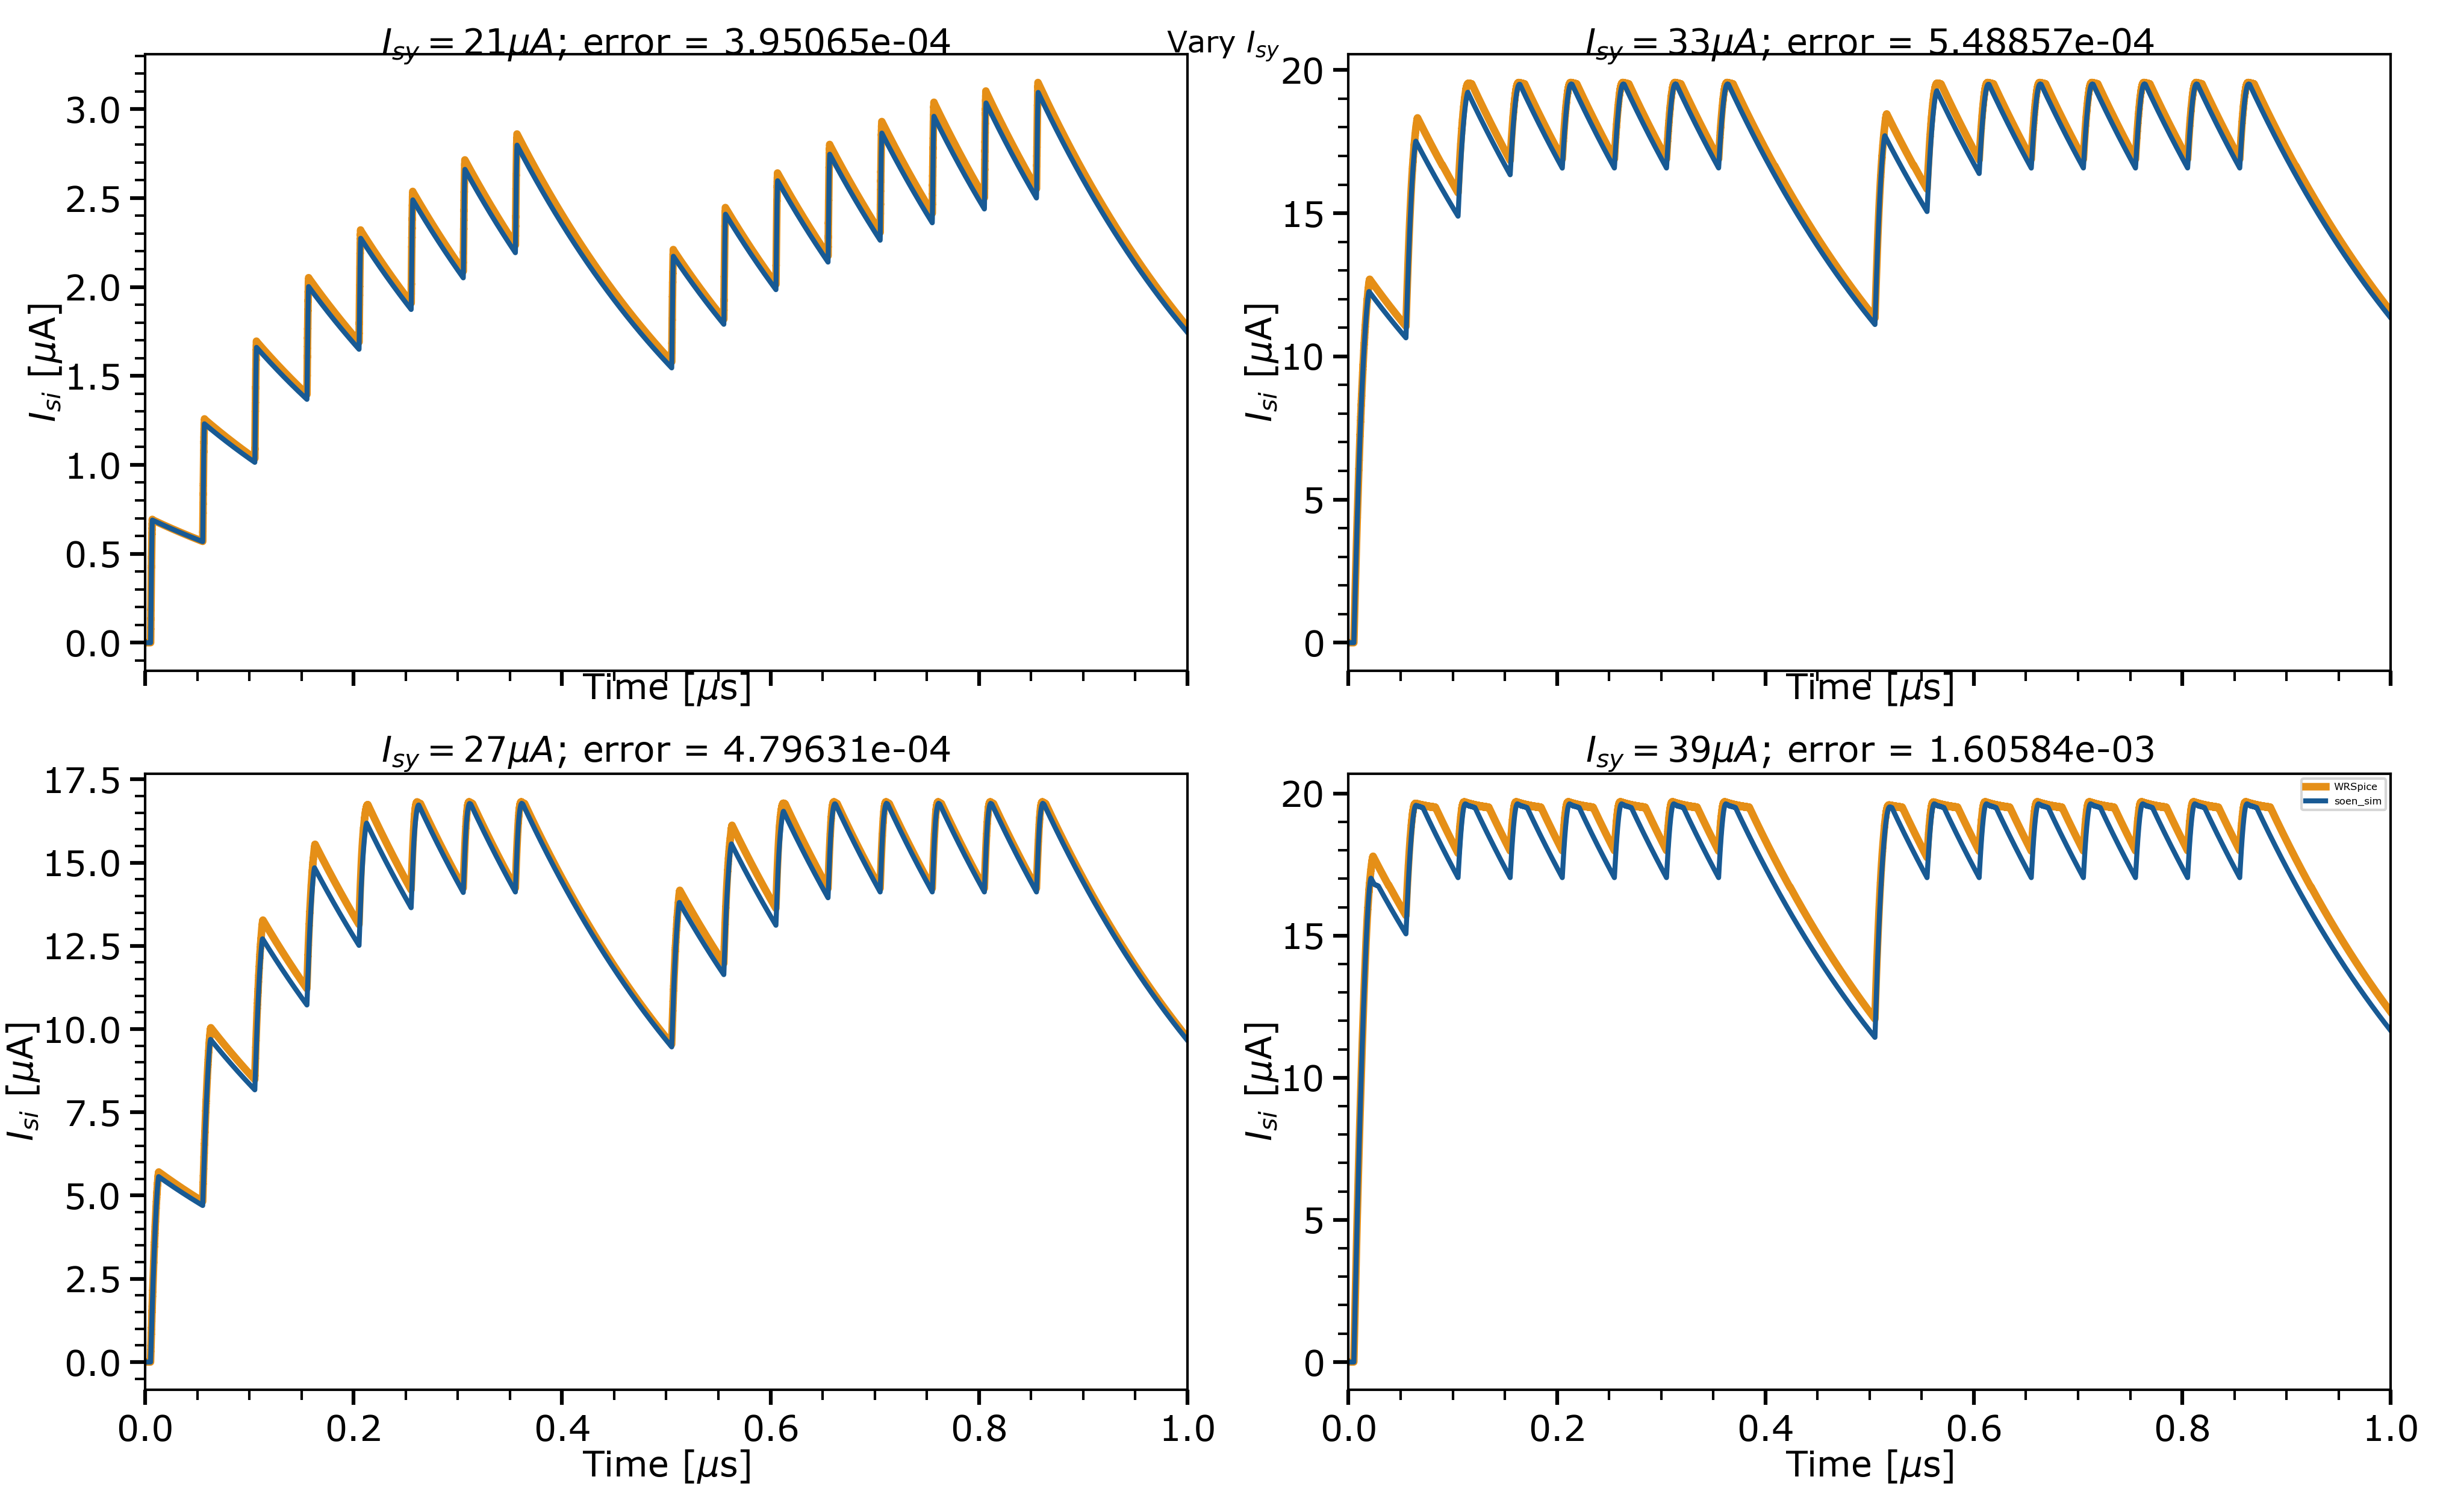 Vary I_sy
I_sy = 21μA; error = 3.95065e-04
3.0
2.5
2.0
1.5
1.0
0.5
0.0
I_si [μA]
Time [μs]
I_sy = 33μA; error = 5.48857e-04
20
15
10
5
0
I_si [μA]
Time [μs]
I_sy = 27μA; error = 4.79631e-04
17.5
15.0
12.5
10.0
7.5
5.0
2.5
0.0
I_si [μA]
0.0 0.2 0.4 0.6 0.8 1.0
Time [μs]
I_sy = 39μA; error = 1.60584e-03
WRSpice
soen_sim
20
15
10
5
0
I_si [μA]
0.0 0.2 0.4 0.6 0.8 1.0
Time [μs]